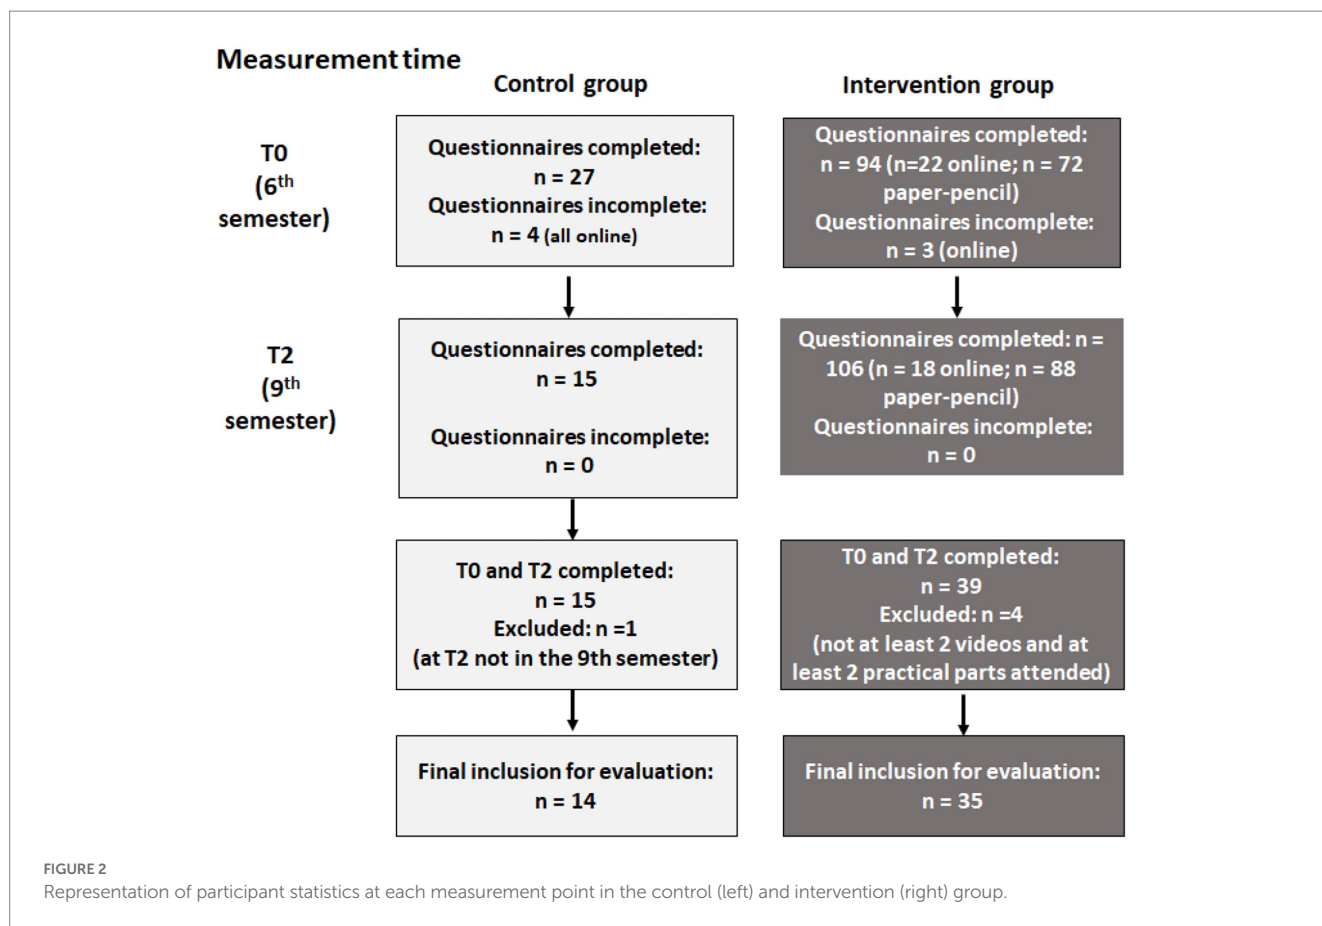 Measurement time
Control group
Intervention group
T0
(6th
semester)
Questionnaires completed:
n = 27
Questionnaires incomplete:
n = 4 (all online)
Questionnaires completed:
n = 94 (n=22 online; n = 72
paper-pencil)
Questionnaires incomplete:
n = 3 (online)
T2
(9th
semester)
Questionnaires completed:
n = 15
Questionnaires incomplete:
n = 0
Questionnaires completed: n =
106 (n = 18 online; n = 88
paper-pencil)
Questionnaires incomplete:
n = 0
T0 and T2 completed:
n = 15
Excluded: n =1
(at T2 not in the 9th semester)
T0 and T2 completed:
n = 39
Excluded: n =4
(not at least 2 videos and at
least 2 practical parts attended)
Final inclusion for evaluation:
n = 14
Final inclusion for evaluation:
n = 35
FIGURE 2
Representation of participant statistics at each measurement point in the control (left) and intervention (right) group.